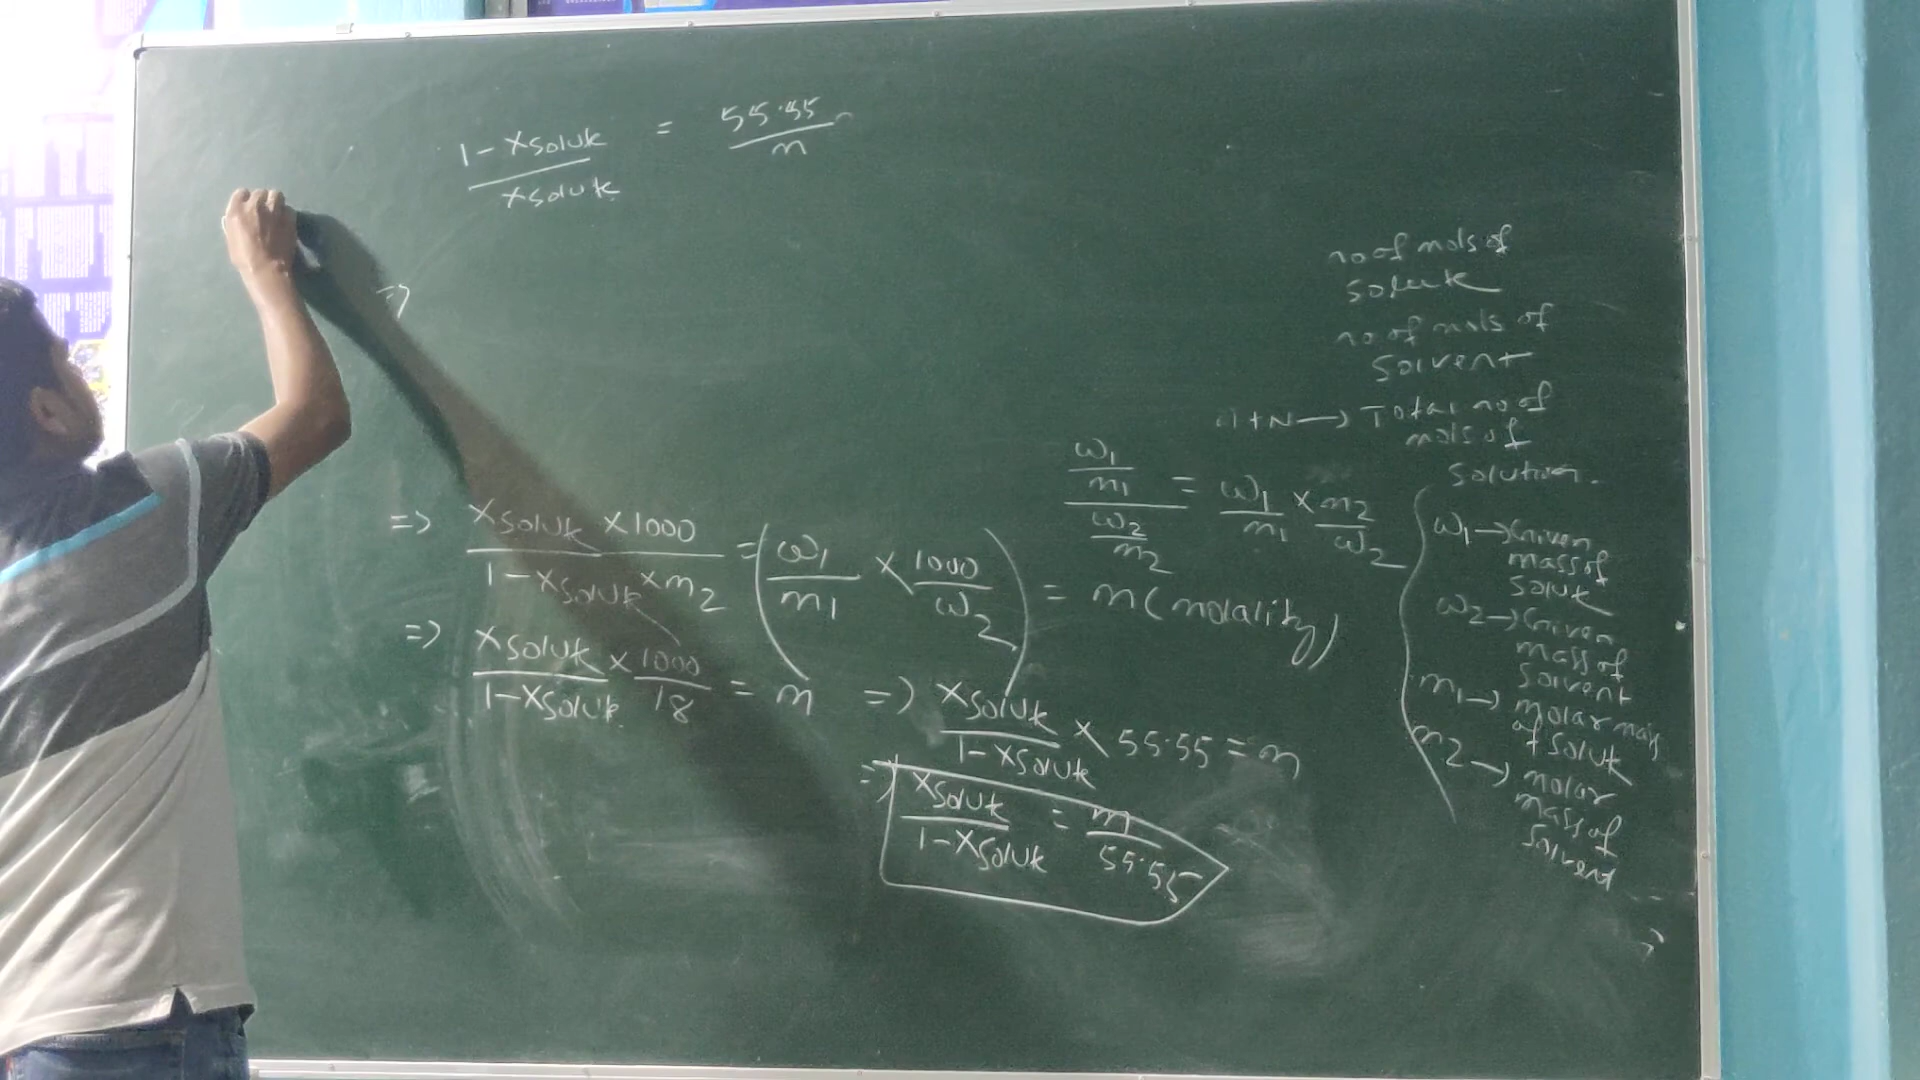 1 - xsolute / xsolute = 55.55 / m
=>
no of mols of
solute
no of mols of
solvent
n+N → Total no of
mols of
solution.
ω1/m1 / ω2/m2 = ω1/m1 × m2/ω2
ω1 → Given
mass of
solute
ω2 → Given
mass of
solvent
m1 → molar mass
of solute
m2 → molar
mass of
solvent
=> xsolute × 1000 / 1 - xsolute × m2 = (ω1/m1 × 1000/ω2) = m (molality)
=> xsolute / 1 - xsolute × 1000/18 = m => xsolute / 1 - xsolute × 55.55 = m
=> xsolute / 1 - xsolute = m / 55.55